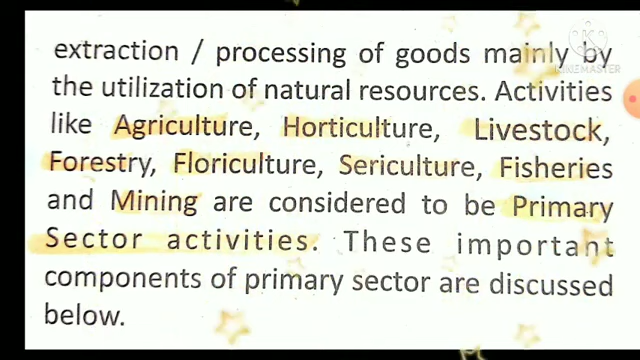 extraction / processing of goods mainly by
the utilization of natural resources. Activities
like Agriculture, Horticulture, Livestock,
Forestry, Floriculture, Sericulture, Fisheries
and Mining are considered to be Primary
Sector activities. These important
components of primary sector are discussed
below.
KINEMASTER